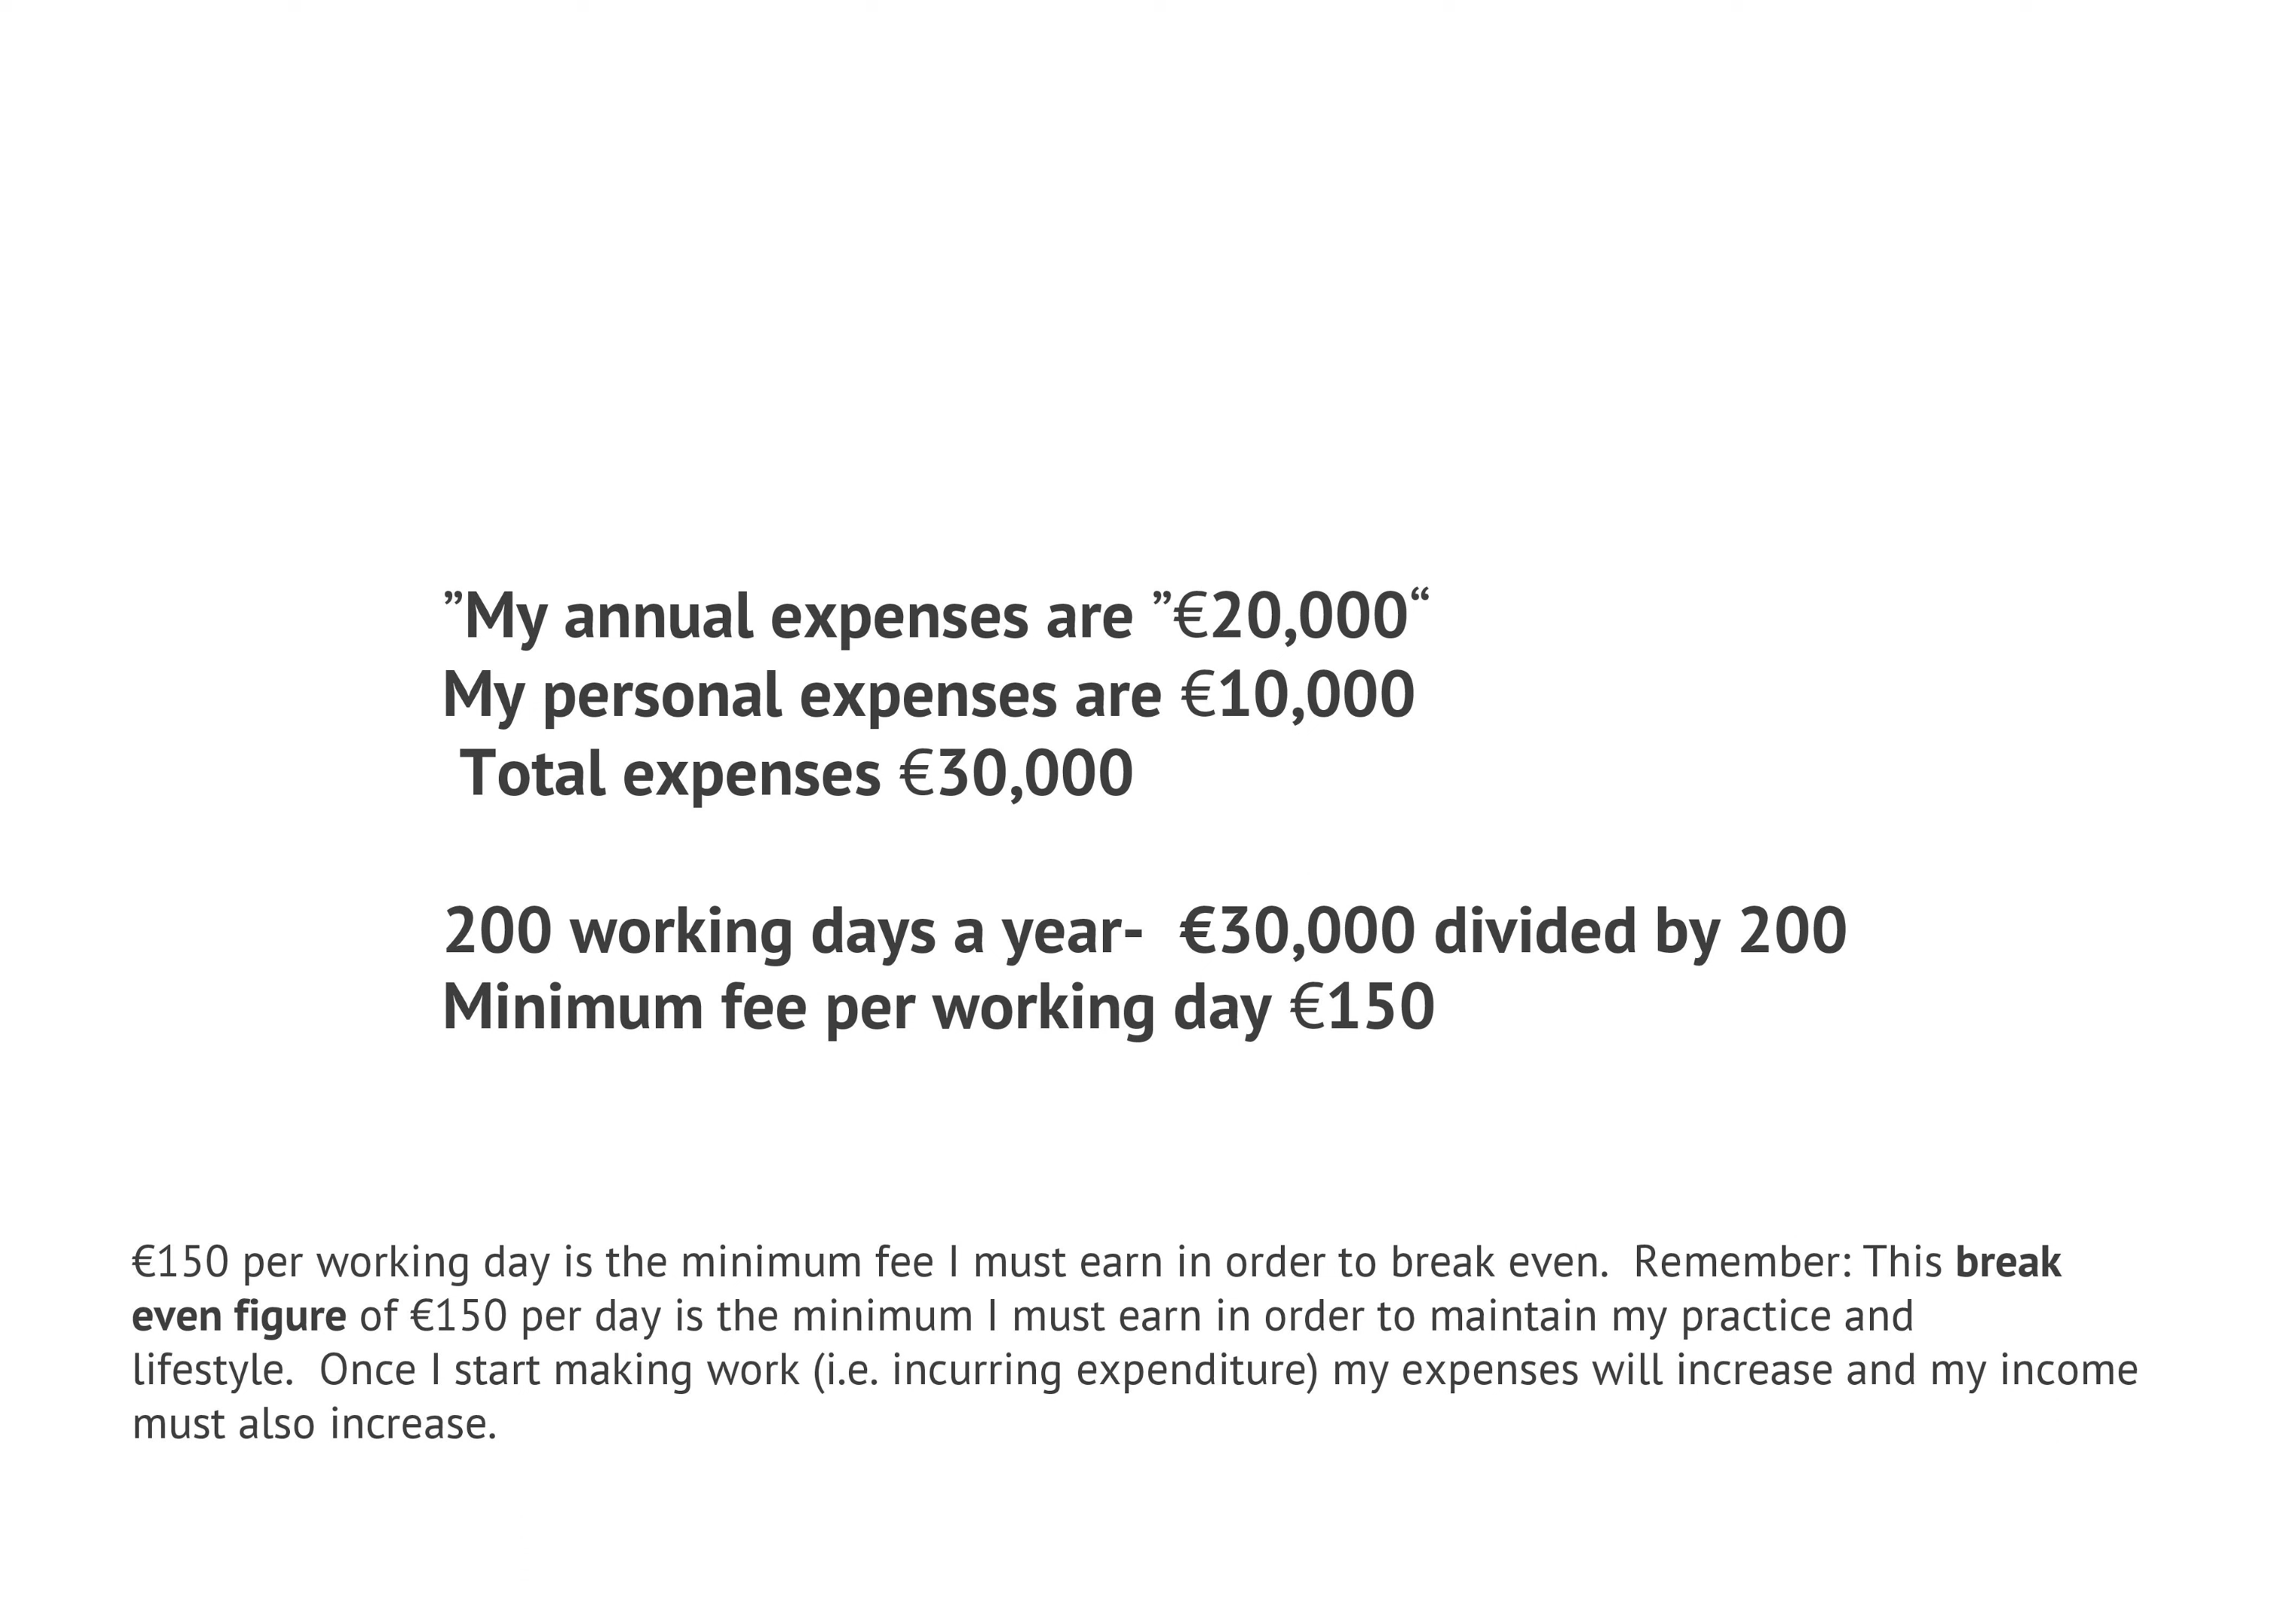 ”My annual expenses are ”€20,000“
My personal expenses are €10,000
Total expenses €30,000
200 working days a year-  €30,000 divided by 200
Minimum fee per working day €150
€150 per working day is the minimum fee I must earn in order to break even.  Remember: This break
even figure of €150 per day is the minimum I must earn in order to maintain my practice and
lifestyle.  Once I start making work (i.e. incurring expenditure) my expenses will increase and my income
must also increase.